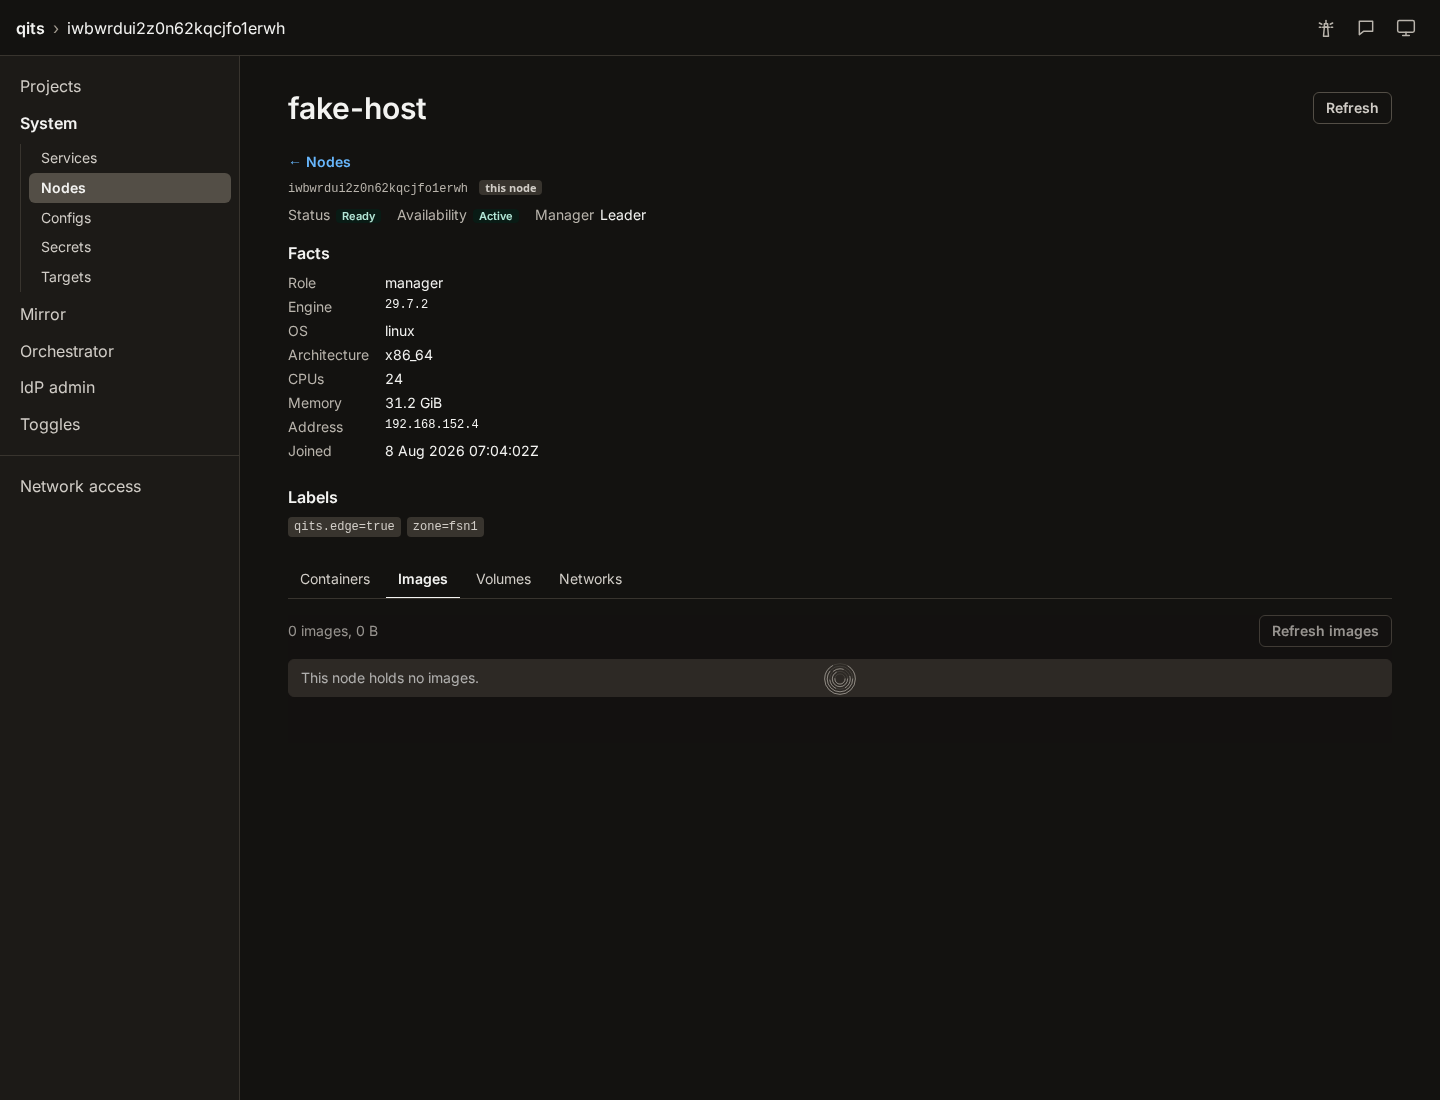 qits › iwbwrdui2z0n62kqcjfo1erwh
Projects
System
Services
Nodes
Configs
Secrets
Targets
Mirror
Orchestrator
IdP admin
Toggles
Network access
fake-host
Refresh
← Nodes
iwbwrdui2z0n62kqcjfo1erwh this node
Status Ready Availability Active Manager Leader
Facts
Role manager
Engine 29.7.2
OS linux
Architecture x86_64
CPUs 24
Memory 31.2 GiB
Address 192.168.152.4
Joined 8 Aug 2026 07:04:02Z
Labels
qits.edge=true zone=fsn1
Containers Images Volumes Networks
0 images, 0 B
Refresh images
This node holds no images.